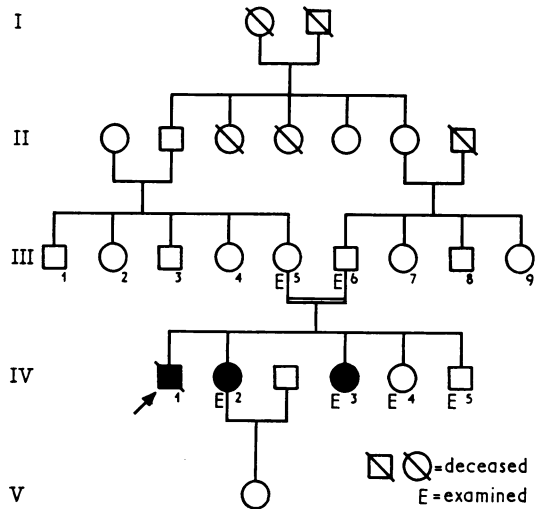 I
II
III
1 2 3 4 E 5 E 6 7 8 9
IV
1 E 2 E 3 E 4 E 5
=deceased
E=examined
V